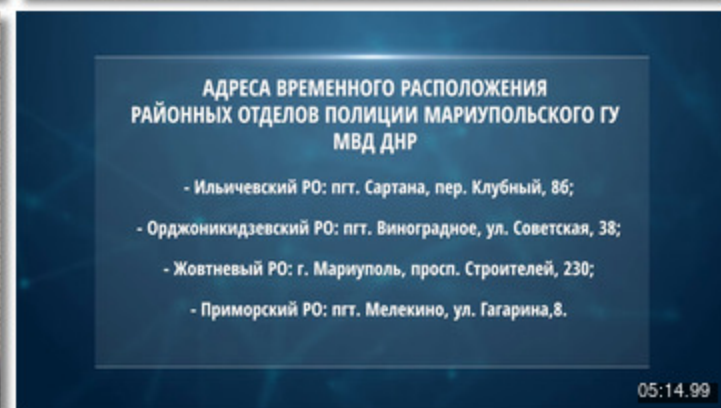 АДРЕСА ВРЕМЕННОГО РАСПОЛОЖЕНИЯ
РАЙОННЫХ ОТДЕЛОВ ПОЛИЦИИ МАРИУПОЛЬСКОГО ГУ
МВД ДНР
- Ильичевский РО: пгт. Сартана, пер. Клубный, 8б;
- Орджоникидзевский РО: пгт. Виноградное, ул. Советская, 38;
- Жовтневый РО: г. Мариуполь, просп. Строителей, 230;
- Приморский РО: пгт. Мелекино, ул. Гагарина,8.
05:14.99